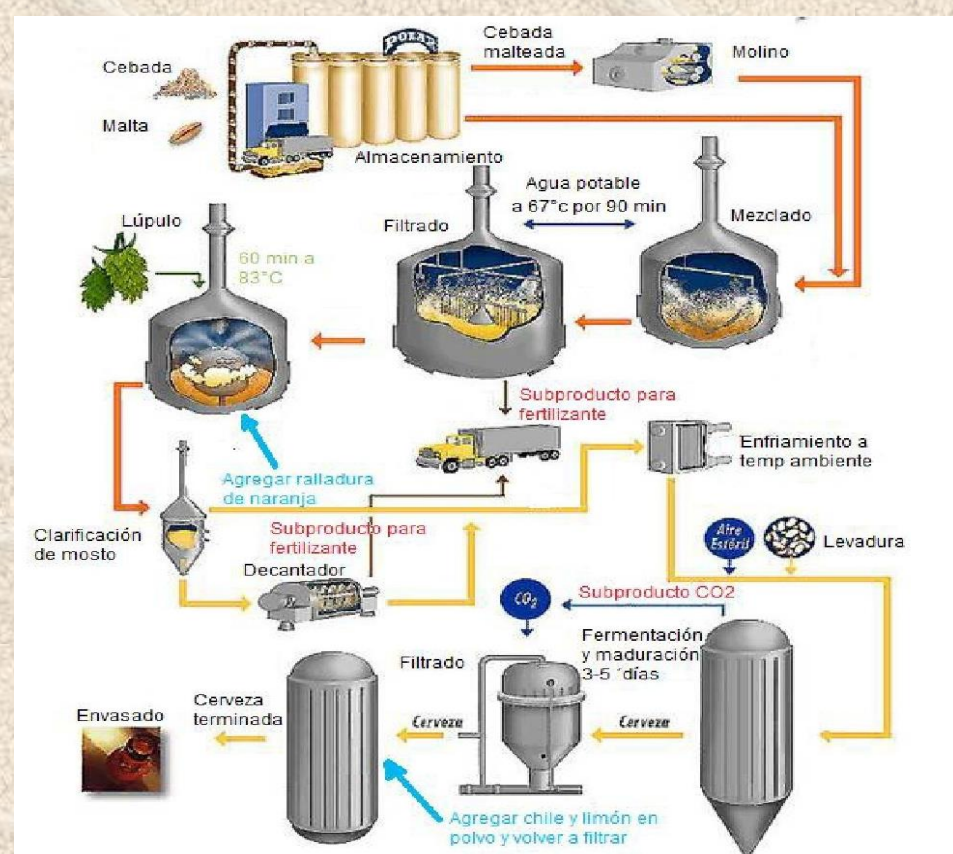 POLAR
Cebada
malteada
Molino
Cebada
Malta
Almacenamiento
Agua potable
a 67°c por 90 min
Mezclado
Filtrado
Lúpulo
60 min a
83°C
Subproducto para
fertilizante
Enfriamiento a
temp ambiente
Agregar ralladura
de naranja
Clarificación
de mosto
Subproducto para
fertilizante
Decantador
Aire
Estéril
Levadura
CO2
Subproducto CO2
Fermentación
y maduración
3-5 ´días
Filtrado
Cerveza
terminada
Envasado
Cerveza
Cerveza
Agregar chile y limón en
polvo y volver a filtrar